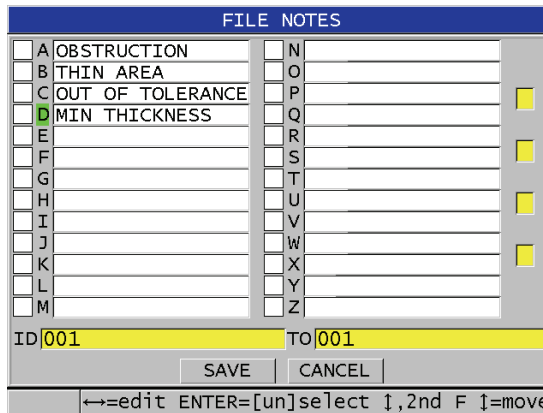 FILE NOTES
A OBSTRUCTION
B THIN AREA
C OUT OF TOLERANCE
D MIN THICKNESS
E
F
G
H
I
J
K
L
M
N
O
P
Q
R
S
T
U
V
W
X
Y
Z
ID 001 TO 001
SAVE CANCEL
↔=edit ENTER=[un]select ↕,2nd F ↕=move